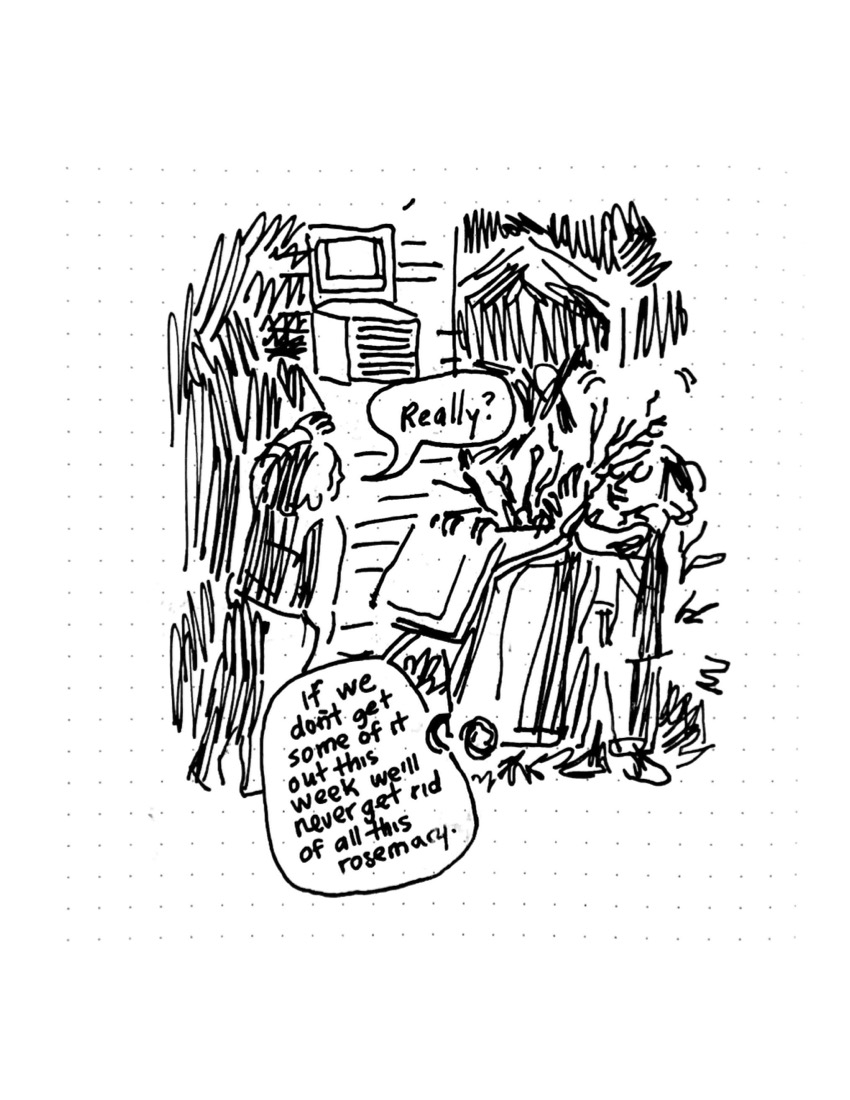 Really?
If we
don't get
some of it
out this
week we'll
never get rid
of all this
rosemary.